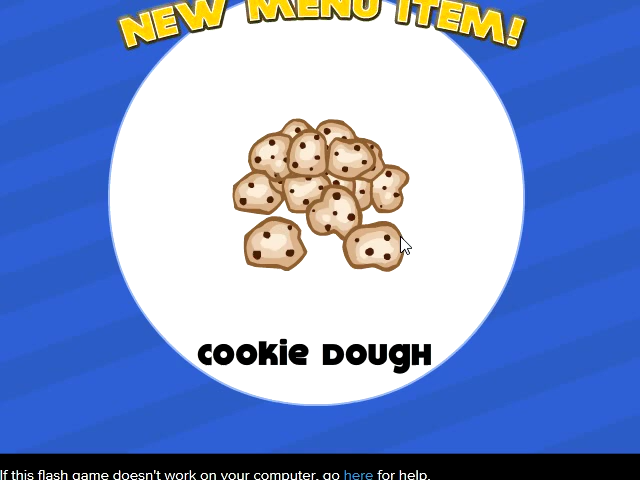 NEW MENU ITEM!
COOKIE DOUGH
If this flash game doesn't work on your computer, go here for help.